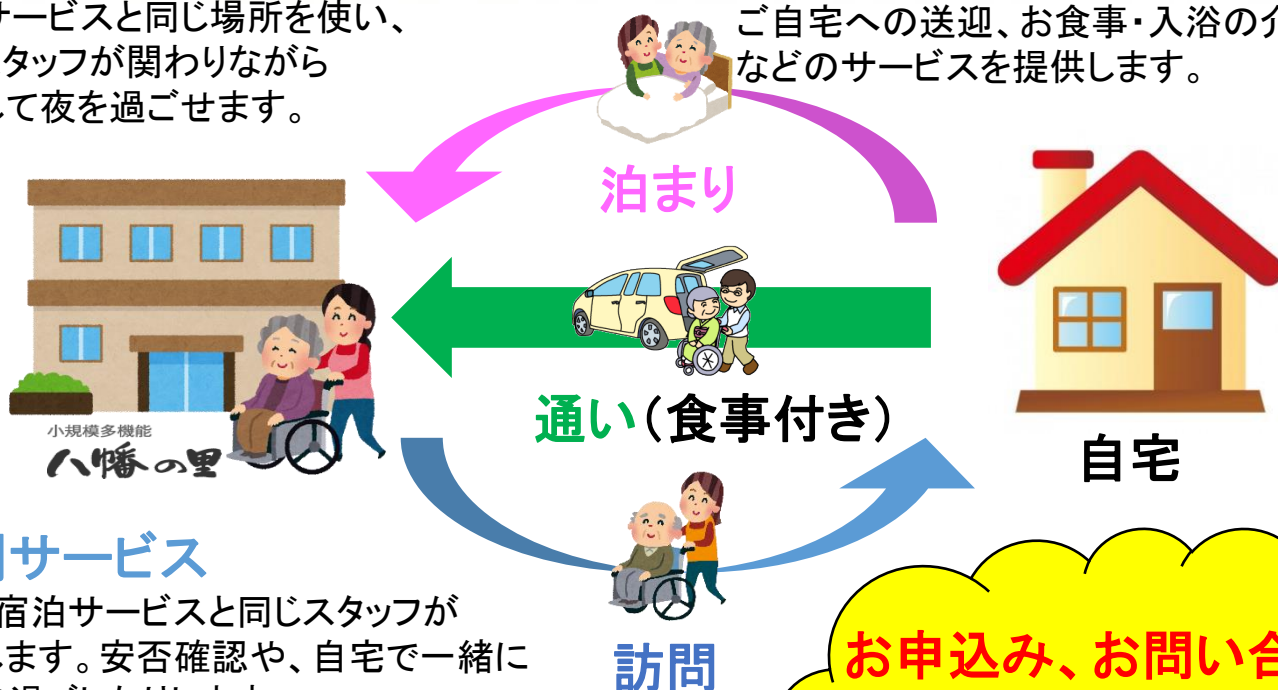 サービスと同じ場所を使い、
タッフが関わりながら
して夜を過ごせます。
ご自宅への送迎、お食事・入浴の介
などのサービスを提供します。
泊まり
通い(食事付き)
小規模多機能
八幡の里
自宅
サービス
宿泊サービスと同じスタッフが
します。安否確認や、自宅で一緒に
訪問
お申込み、お問い合